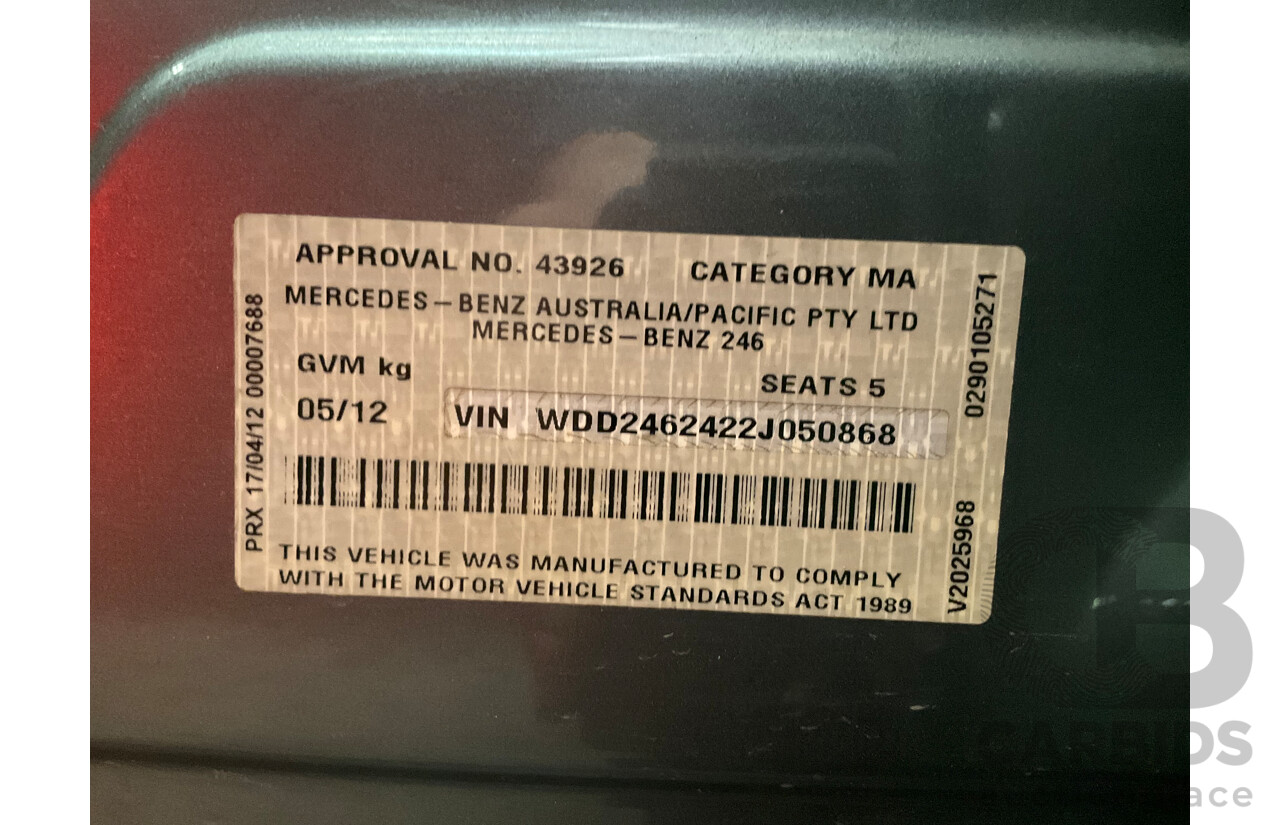 APPROVAL NO. 43926 CATEGORY MA
MERCEDES-BENZ AUSTRALIA/PACIFIC PTY LTD
MERCEDES-BENZ 246
GVM kg SEATS 5
05/12 VIN WDD2462422J050868
THIS VEHICLE WAS MANUFACTURED TO COMPLY
WITH THE MOTOR VEHICLE STANDARDS ACT 1989
PRX 17/04/12 00007688
V2025968 0290105271
CARBIDS